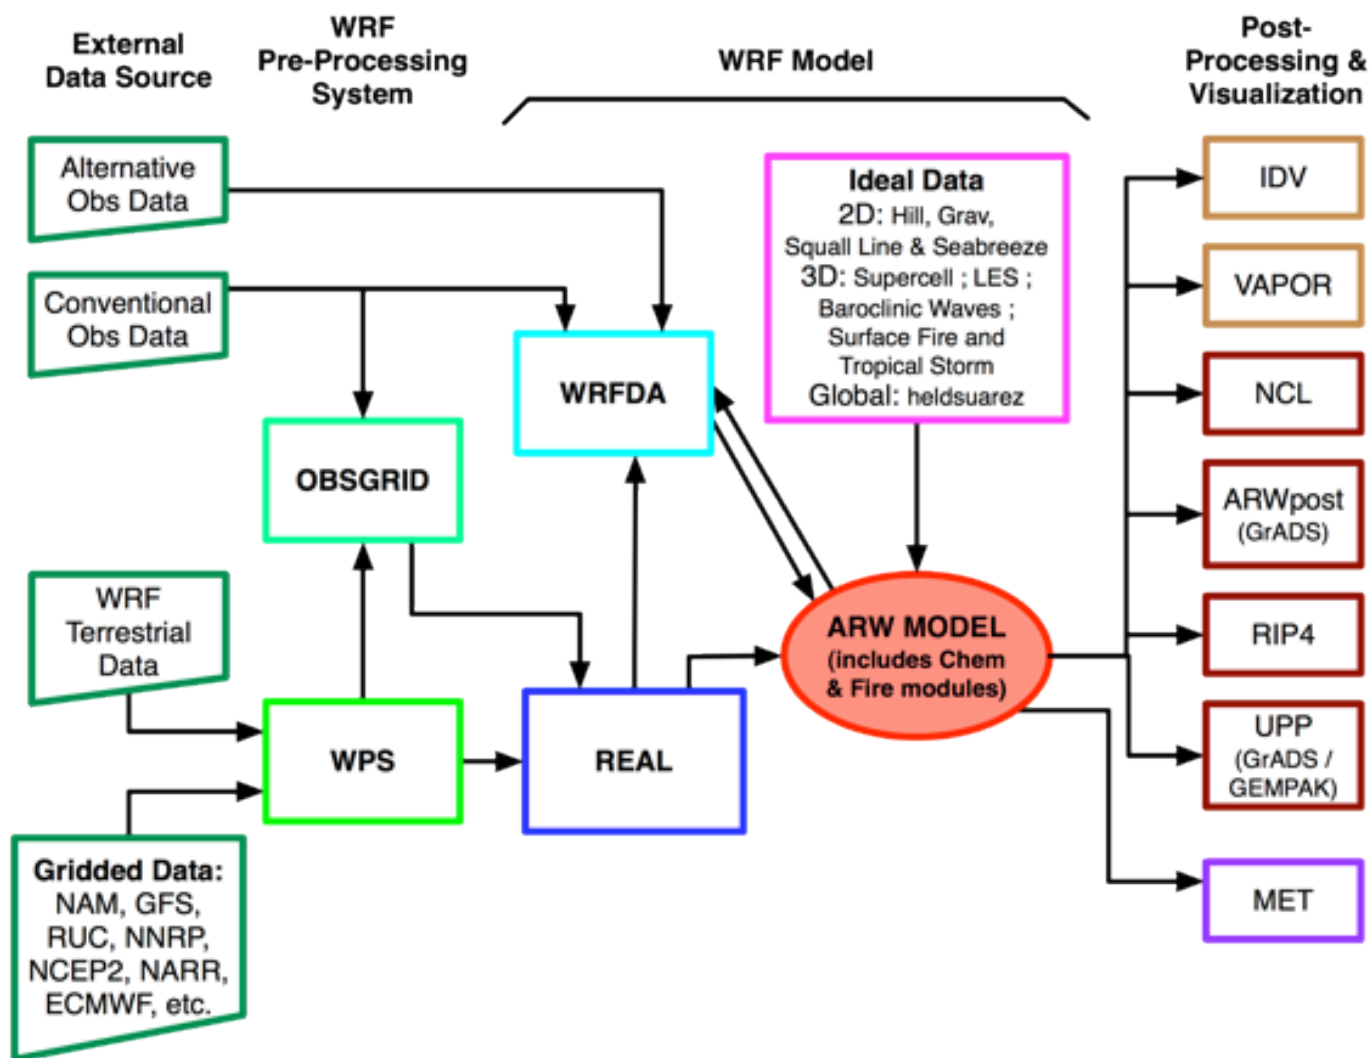 External
Data Source
WRF
Pre-Processing
System
WRF Model
Post-
Processing &
Visualization
Alternative
Obs Data
Conventional
Obs Data
WRF
Terrestrial
Data
Gridded Data:
NAM, GFS,
RUC, NNRP,
NCEP2, NARR,
ECMWF, etc.
OBSGRID
WPS
WRFDA
REAL
Ideal Data
2D: Hill, Grav,
Squall Line & Seabreeze
3D: Supercell ; LES ;
Baroclinic Waves ;
Surface Fire and
Tropical Storm
Global: heldsuarez
ARW MODEL
(includes Chem
& Fire modules)
IDV
VAPOR
NCL
ARWpost
(GrADS)
RIP4
UPP
(GrADS /
GEMPAK)
MET